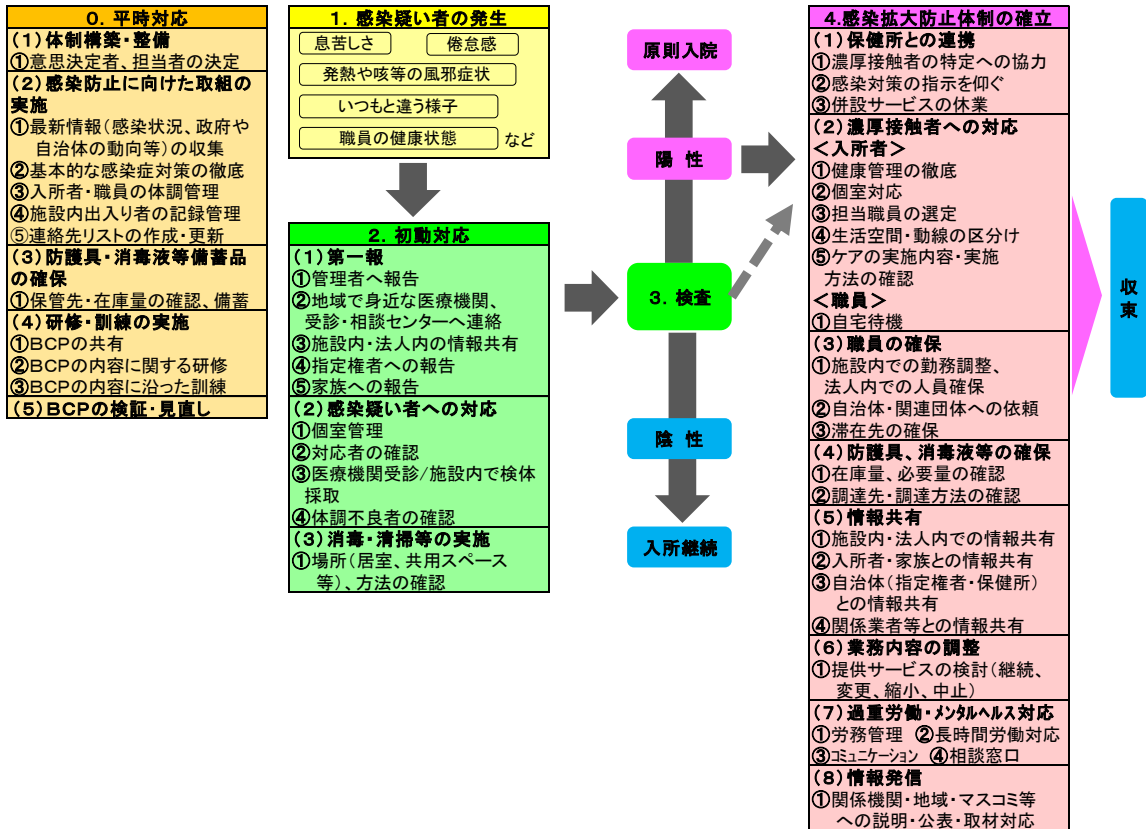 0．平時対応
（１）体制構築・整備
①意思決定者、担当者の決定
（２）感染防止に向けた取組の
実施
①最新情報（感染状況、政府や
自治体の動向等）の収集
②基本的な感染症対策の徹底
③入所者・職員の体調管理
④施設内出入り者の記録管理
⑤連絡先リストの作成・更新
（３）防護具・消毒液等備蓄品
の確保
①保管先・在庫量の確認、備蓄
（４）研修・訓練の実施
①BCPの共有
②BCPの内容に関する研修
③BCPの内容に沿った訓練
（５）BCPの検証・見直し
１．感染疑い者の発生
息苦しさ
倦怠感
発熱や咳等の風邪症状
いつもと違う様子
職員の健康状態
など
２．初動対応
（１）第一報
①管理者へ報告
②地域で身近な医療機関、
受診・相談センターへ連絡
③施設内・法人内の情報共有
④指定権者への報告
⑤家族への報告
（２）感染疑い者への対応
①個室管理
②対応者の確認
③医療機関受診/施設内で検体
採取
④体調不良者の確認
（３）消毒・清掃等の実施
①場所（居室、共用スペース
等）、方法の確認
原則入院
陽 性
３．検査
陰 性
入所継続
４.感染拡大防止体制の確立
（１）保健所との連携
①濃厚接触者の特定への協力
②感染対策の指示を仰ぐ
③併設サービスの休業
（２）濃厚接触者への対応
＜入所者＞
①健康管理の徹底
②個室対応
③担当職員の選定
④生活空間・動線の区分け
⑤ケアの実施内容・実施
方法の確認
＜職員＞
①自宅待機
（３）職員の確保
①施設内での勤務調整、
法人内での人員確保
②自治体・関連団体への依頼
③滞在先の確保
（４）防護具、消毒液等の確保
①在庫量、必要量の確認
②調達先・調達方法の確認
（５）情報共有
①施設内・法人内での情報共有
②入所者・家族との情報共有
③自治体（指定権者・保健所）
との情報共有
④関係業者等との情報共有
（６）業務内容の調整
①提供サービスの検討（継続、
変更、縮小、中止）
（７）過重労働・ﾒﾝﾀﾙﾍﾙｽ対応
①労務管理 ②長時間労働対応
③ｺﾐｭﾆｹｰｼｮﾝ ④相談窓口
（８）情報発信
①関係機関・地域・マスコミ等
への説明・公表・取材対応
収束